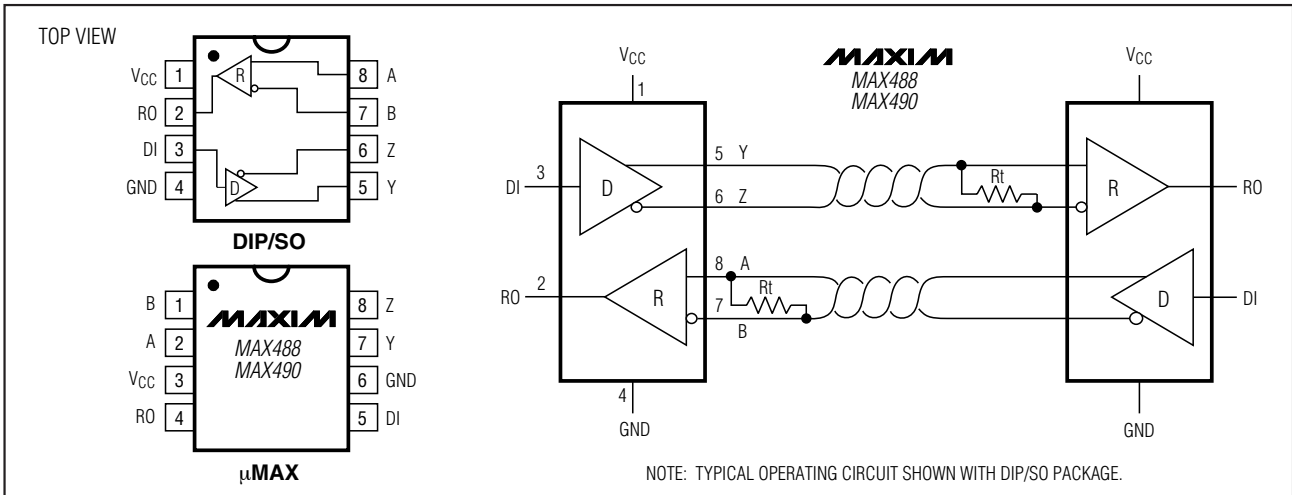 TOP VIEW
VCC 1
RO 2
DI 3
GND 4
8 A
7 B
6 Z
5 Y
R
D
DIP/SO
B 1
A 2
VCC 3
RO 4
8 Z
7 Y
6 GND
5 DI
MAXIM
MAX488
MAX490
µMAX
MAXIM
MAX488
MAX490
VCC
1
DI 3
D
5 Y
6 Z
Rt
R
RO
VCC
RO 2
R
8 A
7
B
Rt
D
DI
4
GND
GND
NOTE: TYPICAL OPERATING CIRCUIT SHOWN WITH DIP/SO PACKAGE.